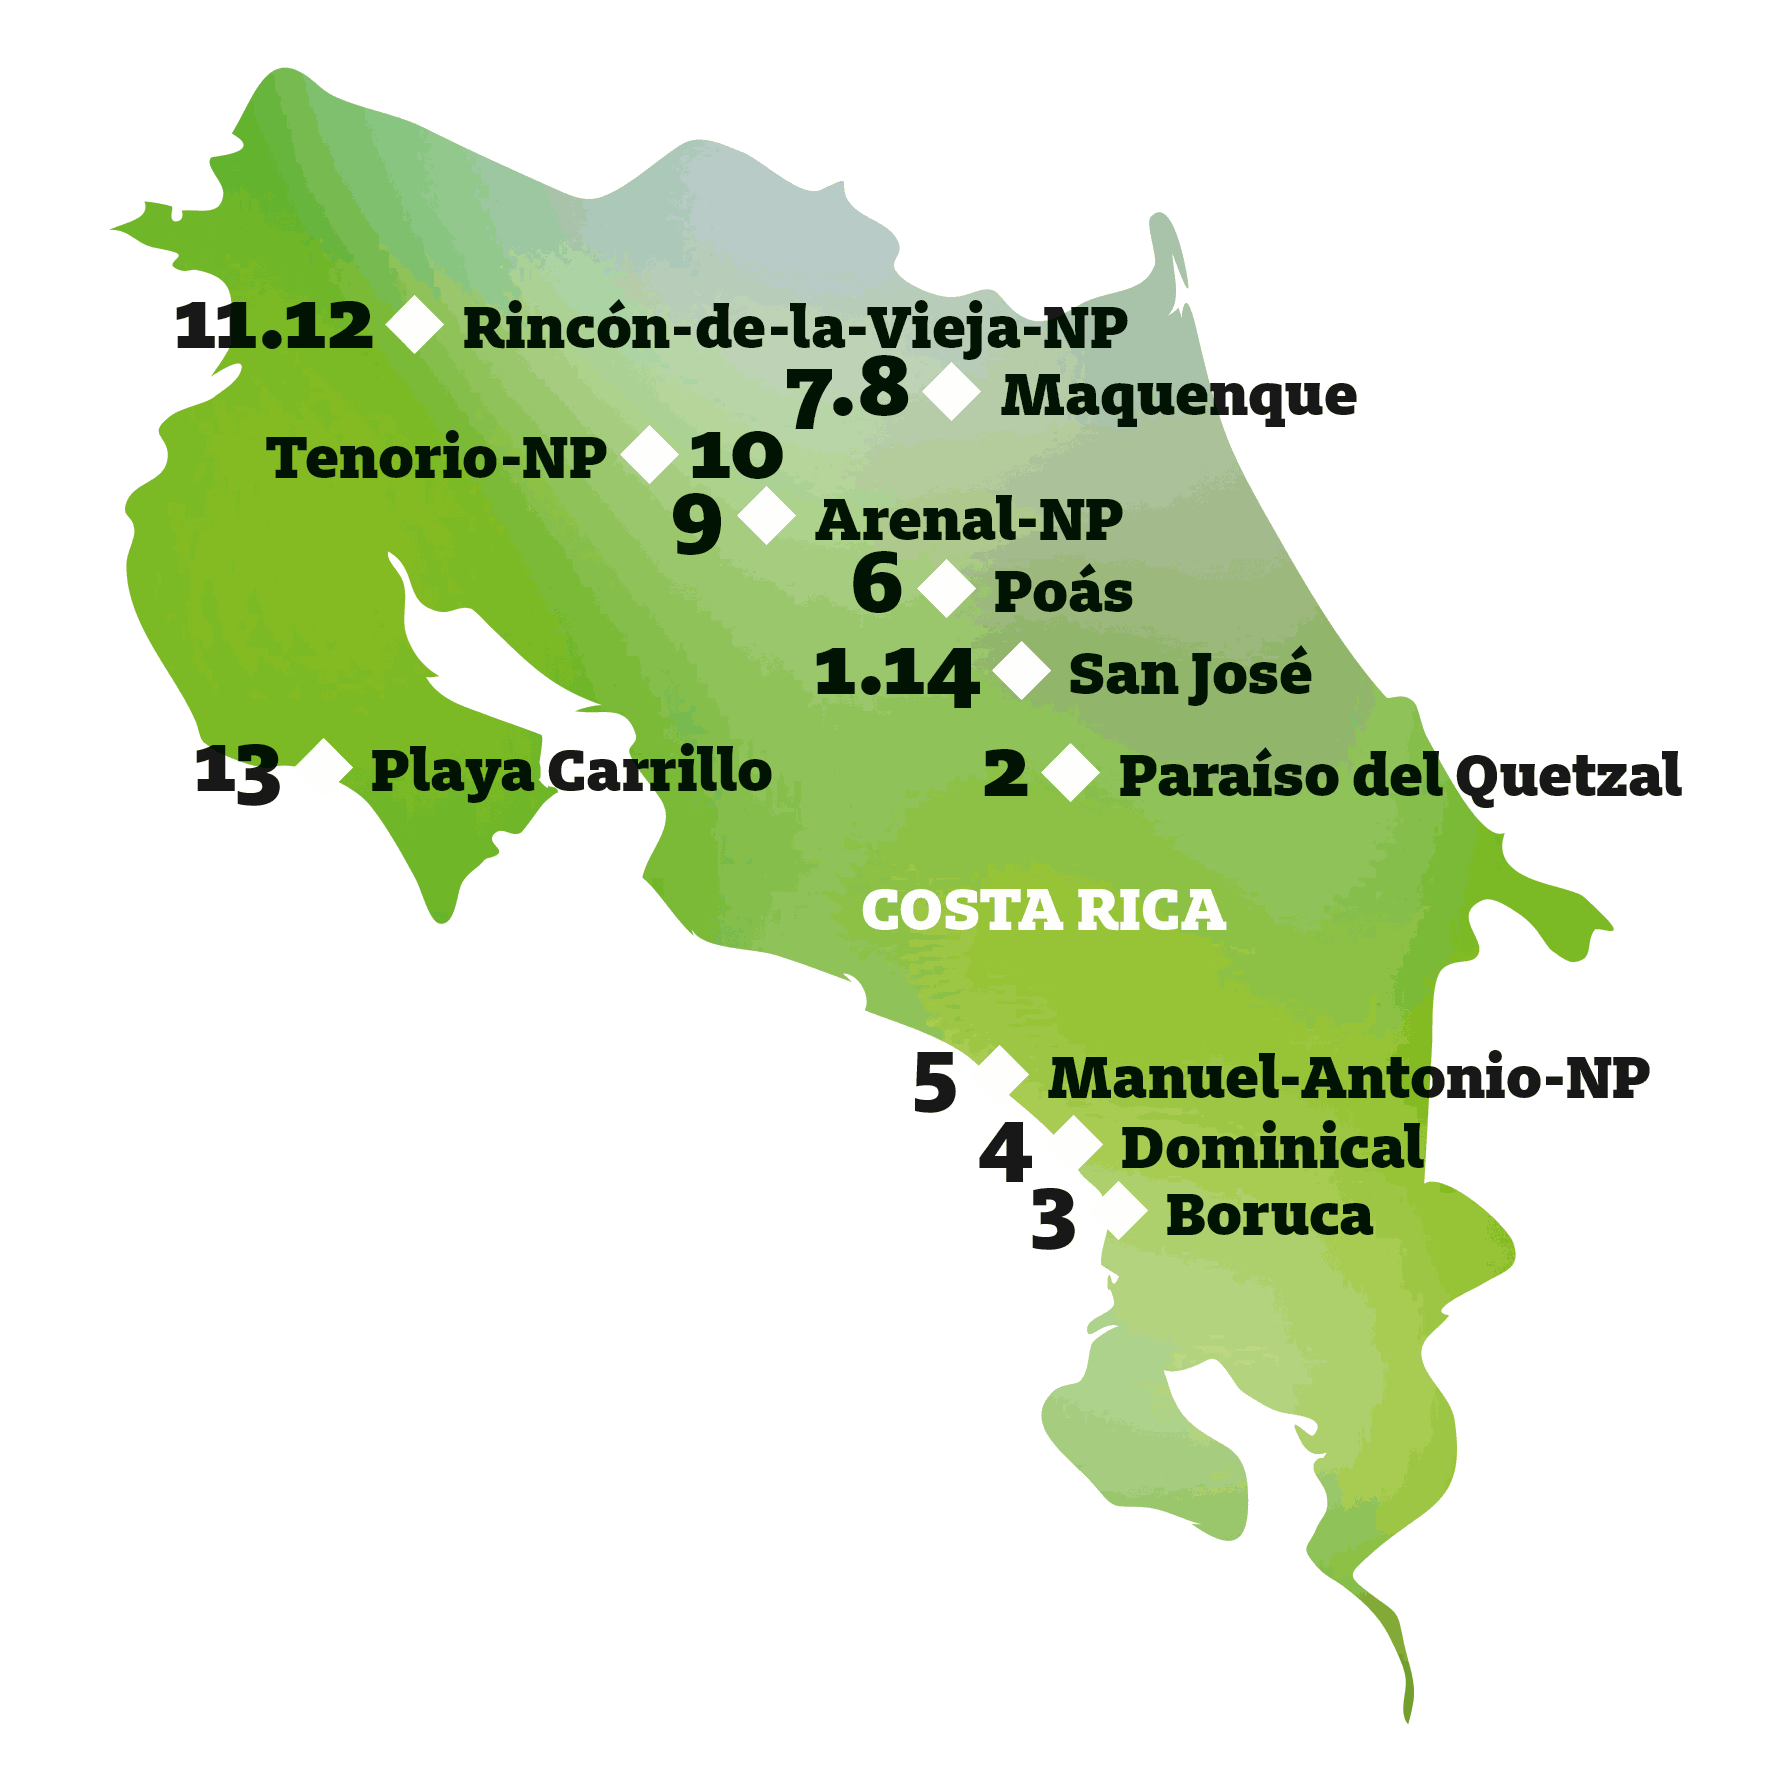 11.12 Rincón-de-la-Vieja-NP
7.8 Maquenque
Tenorio-NP 10
9 Arenal-NP
6 Poás
1.14 San José
13 Playa Carrillo
2 Paraíso del Quetzal
COSTA RICA
5 Manuel-Antonio-NP
4 Dominical
3 Boruca